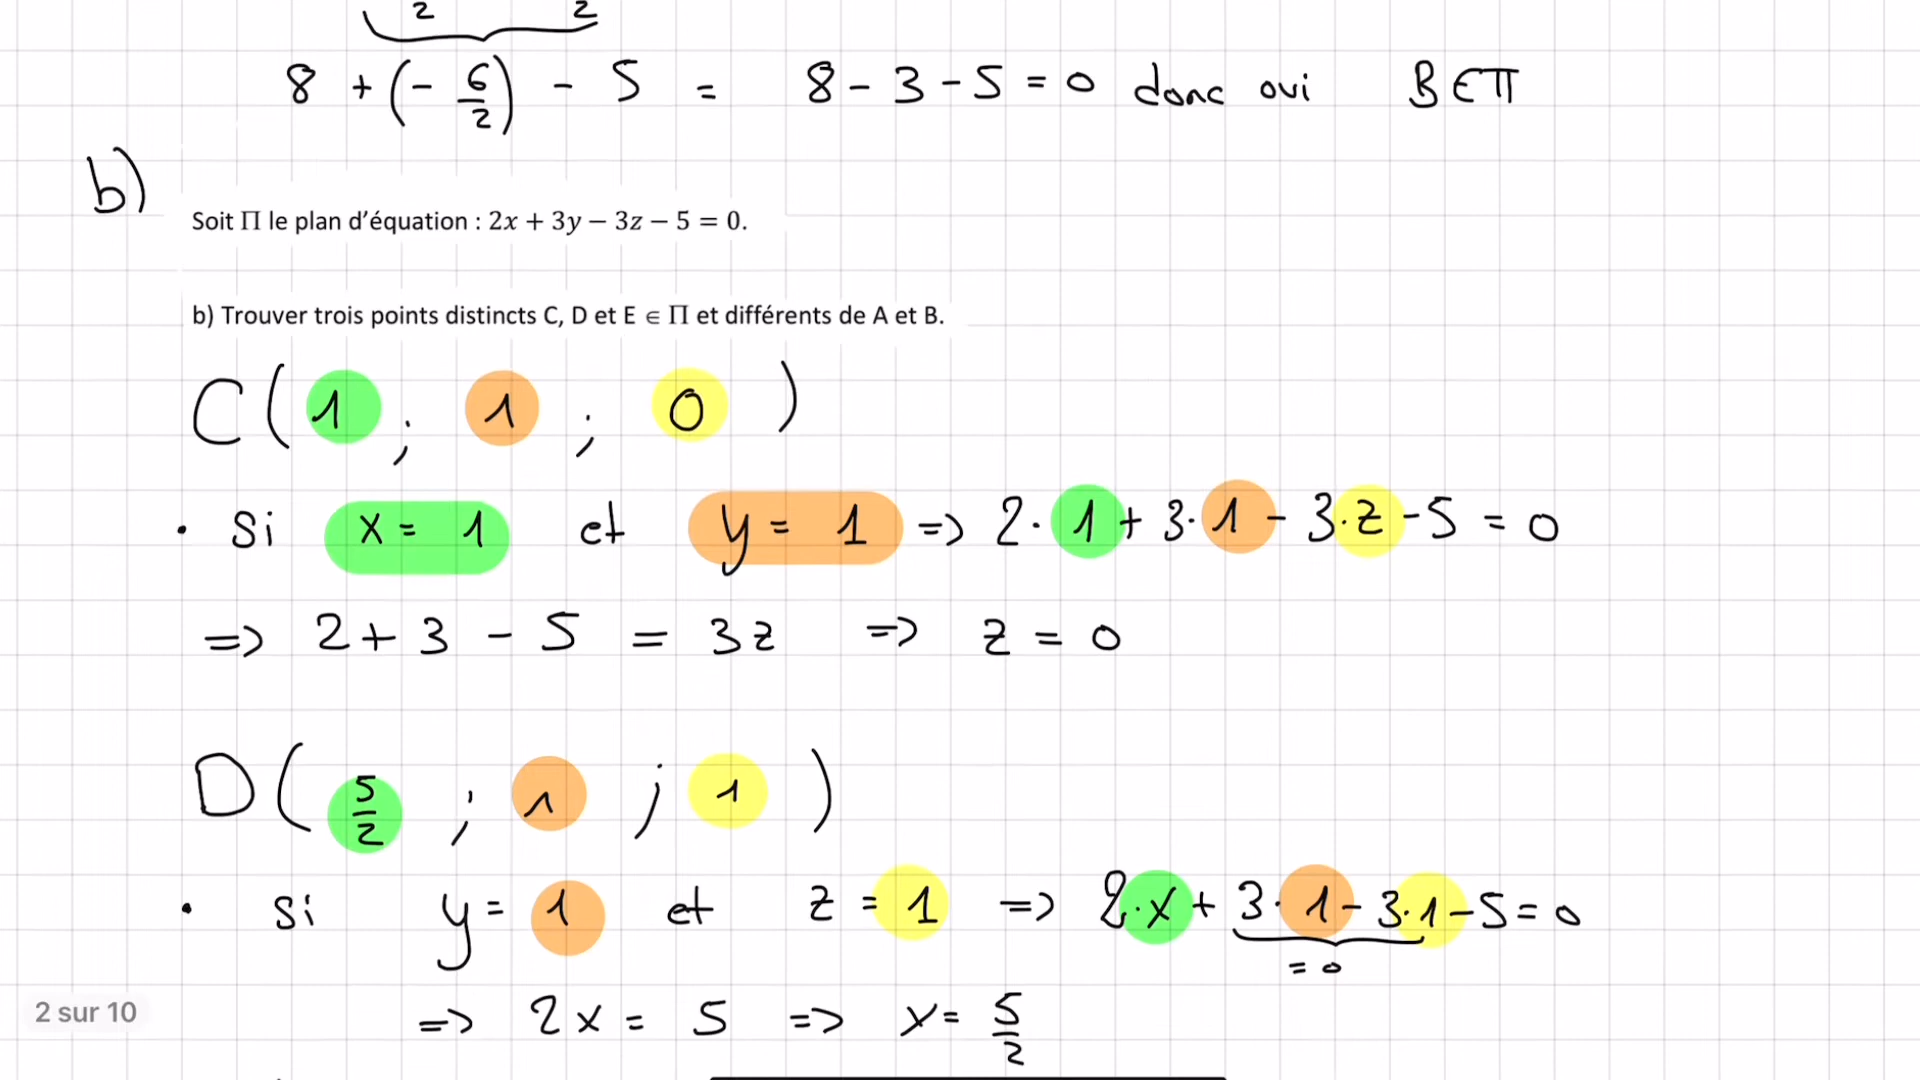 2 2
8 + (- 6/2) - 5 = 8 - 3 - 5 = 0 donc oui B ∈ Π
b)
Soit Π le plan d'équation : 2x + 3y − 3z − 5 = 0.
b) Trouver trois points distincts C, D et E ∈ Π et différents de A et B.
C ( 1 ; 1 ; 0 )
• Si x = 1 et y = 1 => 2·1 + 3·1 - 3·z - 5 = 0
=> 2 + 3 - 5 = 3z => z = 0
D ( 5/2 ; 1 ; 1 )
• si y = 1 et z = 1 => 2·x + 3·1 - 3·1 - 5 = 0
= 0
=> 2x = 5 => x = 5/2
2 sur 10